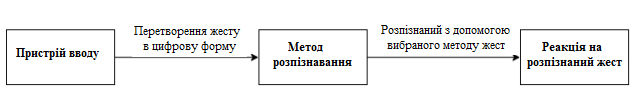 Пристрій вводу
Перетворення жесту
в цифрову форму
Метод
розпізнавання
Розпізнаний з допомогою
вибраного методу жест
Реакція на
розпізнаний жест